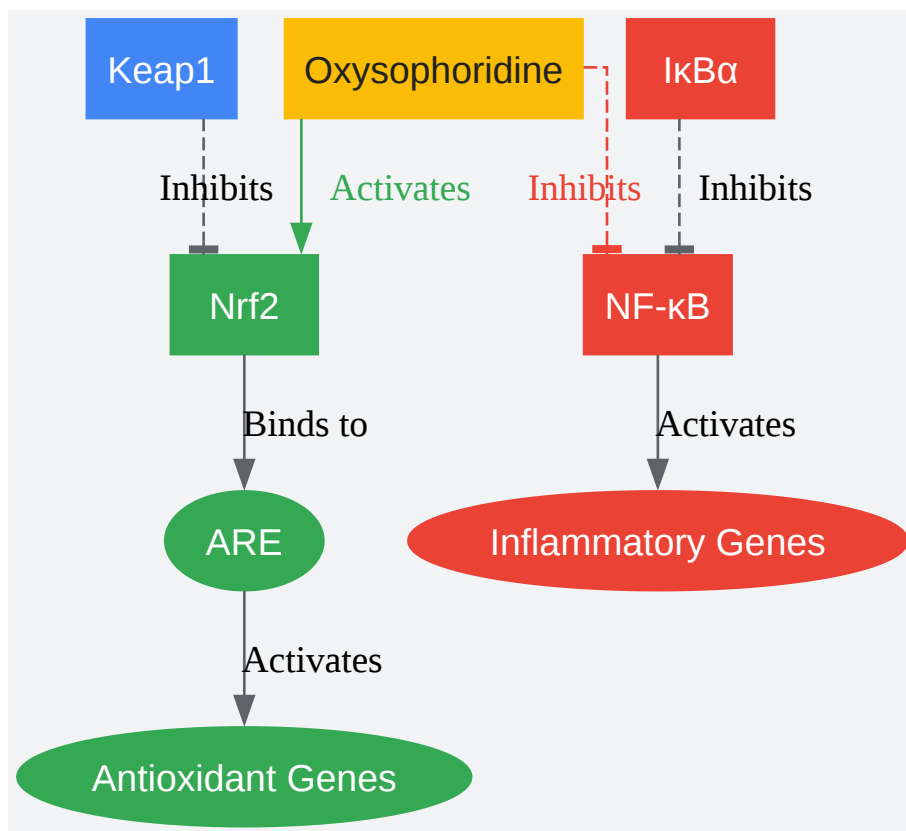 Keap1
Oxysophoridine
IκBα
Inhibits
Activates
Inhibits
Inhibits
Nrf2
NF-κB
Binds to
Activates
ARE
Inflammatory Genes
Activates
Antioxidant Genes